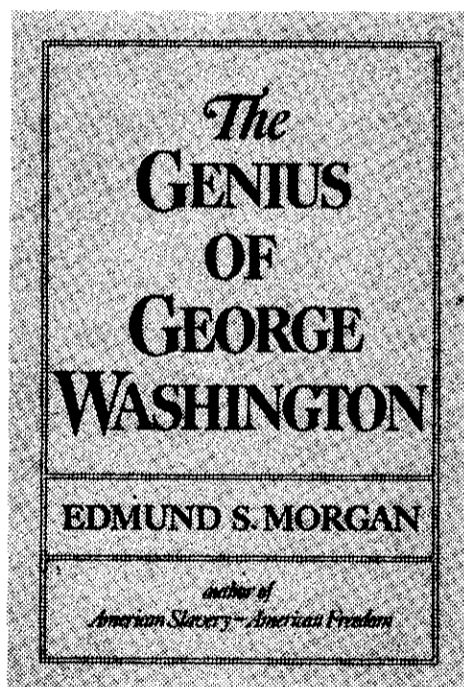 The
GENIUS
OF
GEORGE
WASHINGTON
EDMUND S. MORGAN
author of
American Slavery–American Freedom